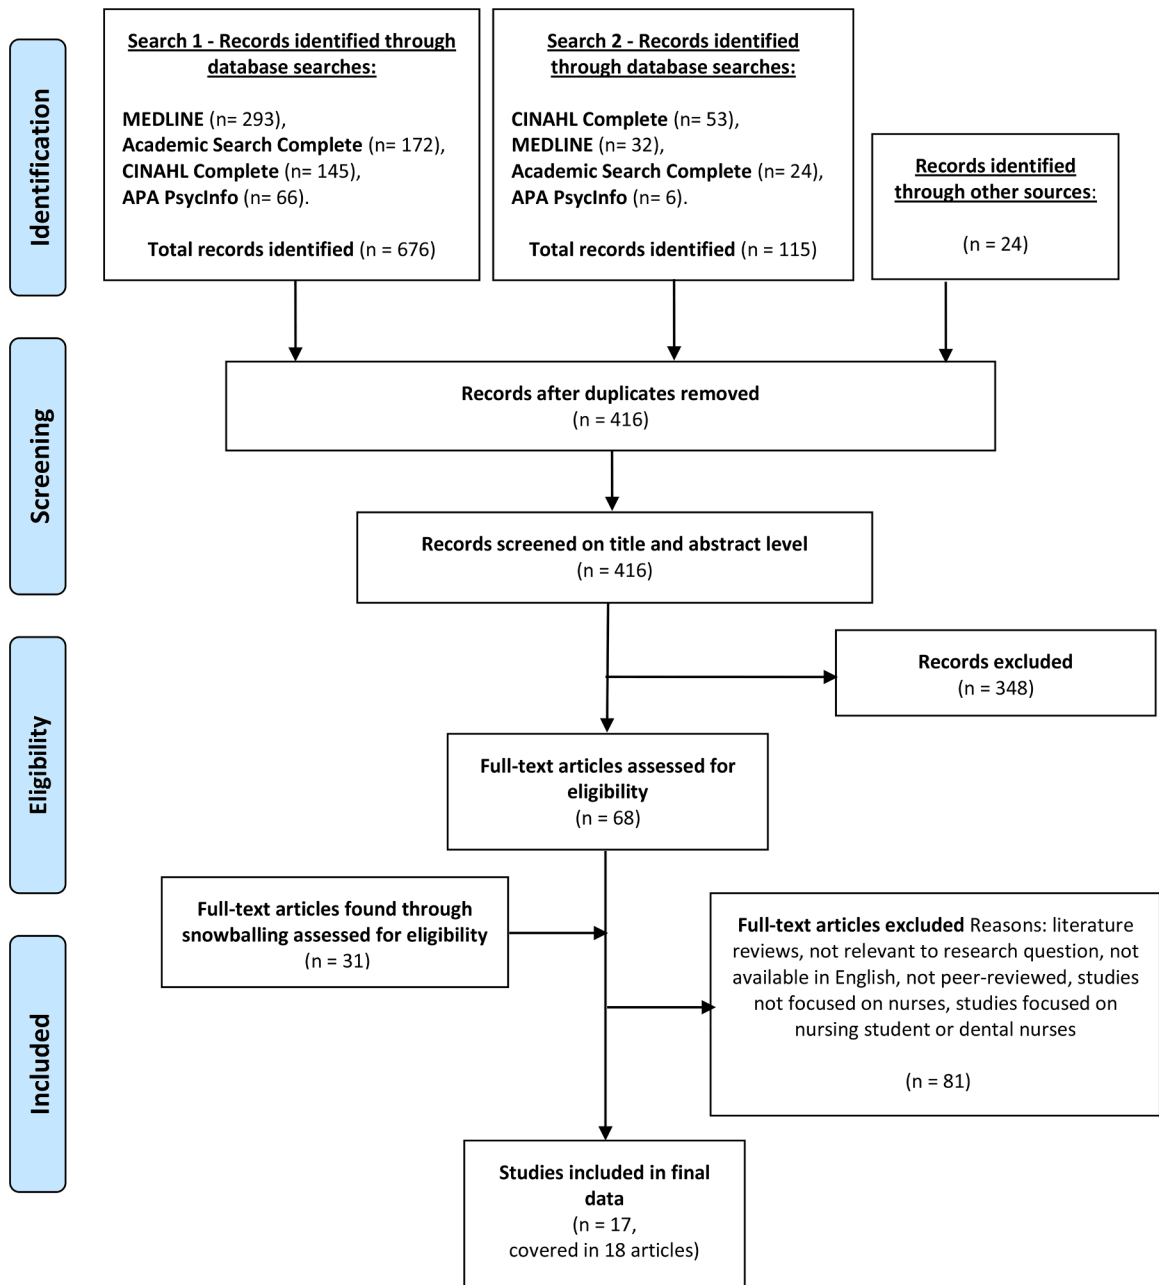 Identification
Search 1 - Records identified through
database searches:
MEDLINE (n= 293),
Academic Search Complete (n= 172),
CINAHL Complete (n= 145),
APA PsycInfo (n= 66).
Total records identified (n = 676)
Search 2 - Records identified
through database searches:
CINAHL Complete (n= 53),
MEDLINE (n= 32),
Academic Search Complete (n= 24),
APA PsycInfo (n= 6).
Total records identified (n = 115)
Records identified
through other sources:
(n = 24)
Screening
Records after duplicates removed
(n = 416)
Records screened on title and abstract level
(n = 416)
Records excluded
(n = 348)
Eligibility
Full-text articles assessed for
eligibility
(n = 68)
Full-text articles found through
snowballing assessed for eligibility
(n = 31)
Full-text articles excluded Reasons: literature
reviews, not relevant to research question, not
available in English, not peer-reviewed, studies
not focused on nurses, studies focused on
nursing student or dental nurses
(n = 81)
Included
Studies included in final
data
(n = 17,
covered in 18 articles)